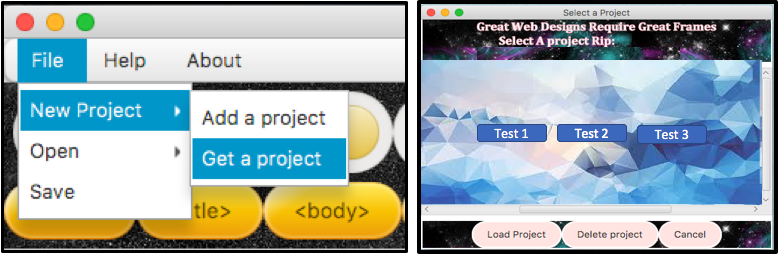 File Help About
New Project
Add a project
Open
Get a project
Save
tle>
<body>
Select a Project
Great Web Designs Require Great Frames
Select A project Rip:
Test 1 Test 2 Test 3
Load Project Delete project Cancel